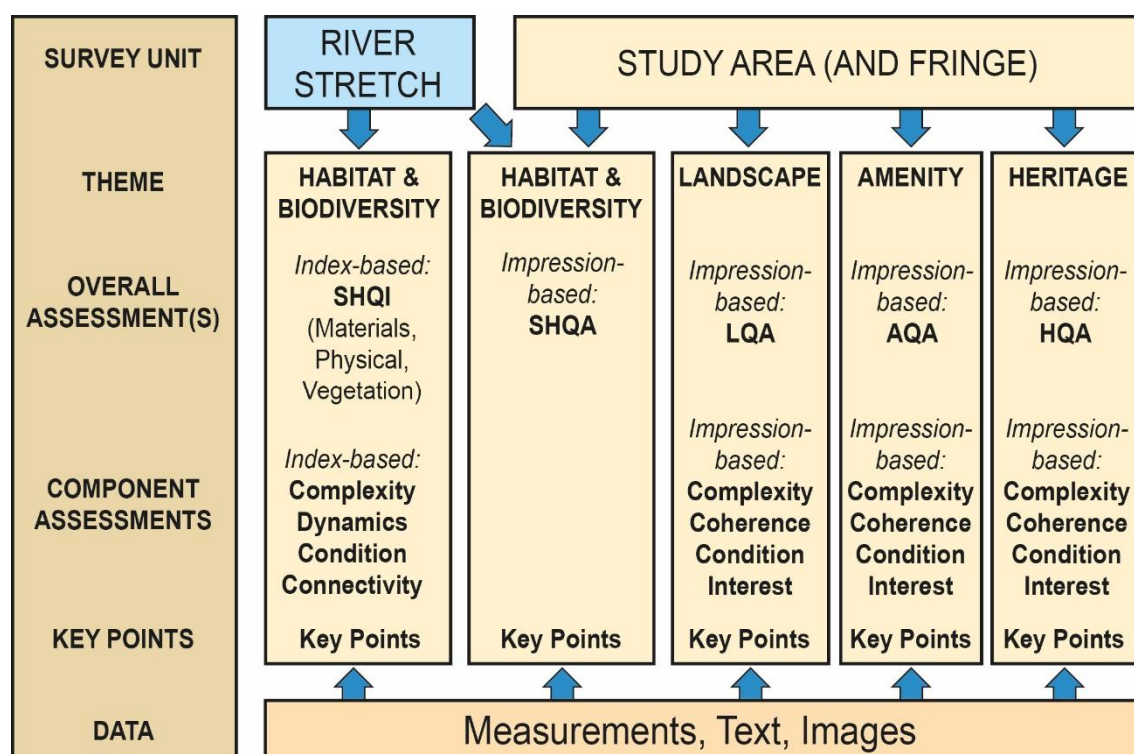 SURVEY UNIT
RIVER
STRETCH
STUDY AREA (AND FRINGE)
THEME
HABITAT &
BIODIVERSITY
HABITAT &
BIODIVERSITY
LANDSCAPE
AMENITY
HERITAGE
OVERALL
ASSESSMENT(S)
Index-based:
SHQI
(Materials,
Physical,
Vegetation)
Impression-
based:
SHQA
Impression-
based:
LQA
Impression-
based:
AQA
Impression-
based:
HQA
COMPONENT
ASSESSMENTS
Index-based:
Complexity
Dynamics
Condition
Connectivity
Impression-
based:
Complexity
Coherence
Condition
Interest
Impression-
based:
Complexity
Coherence
Condition
Interest
Impression-
based:
Complexity
Coherence
Condition
Interest
KEY POINTS
Key Points
Key Points
Key Points
Key Points
Key Points
DATA
Measurements, Text, Images